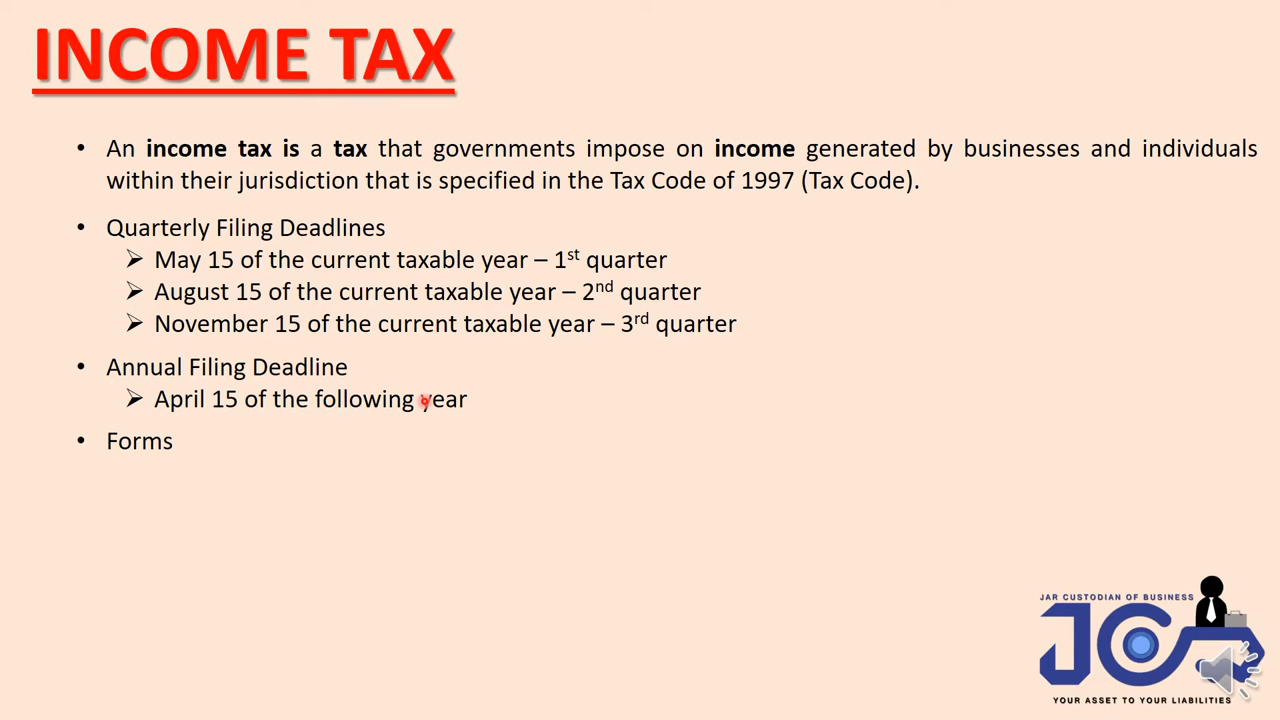 INCOME TAX
• An income tax is a tax that governments impose on income generated by businesses and individuals
within their jurisdiction that is specified in the Tax Code of 1997 (Tax Code).
• Quarterly Filing Deadlines
➢ May 15 of the current taxable year – 1st quarter
➢ August 15 of the current taxable year – 2nd quarter
➢ November 15 of the current taxable year – 3rd quarter
• Annual Filing Deadline
➢ April 15 of the following year
• Forms
JAR CUSTODIAN OF BUSINESS
JCA
YOUR ASSET TO YOUR LIABILITIES